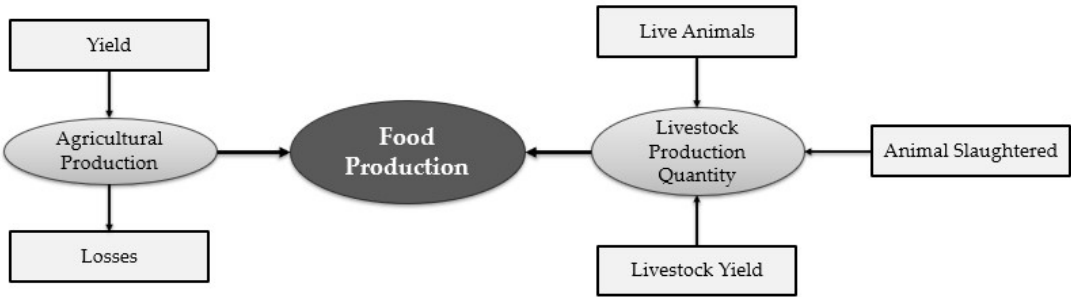 Yield
Agricultural
Production
Losses
Food
Production
Live Animals
Livestock
Production
Quantity
Animal Slaughtered
Livestock Yield